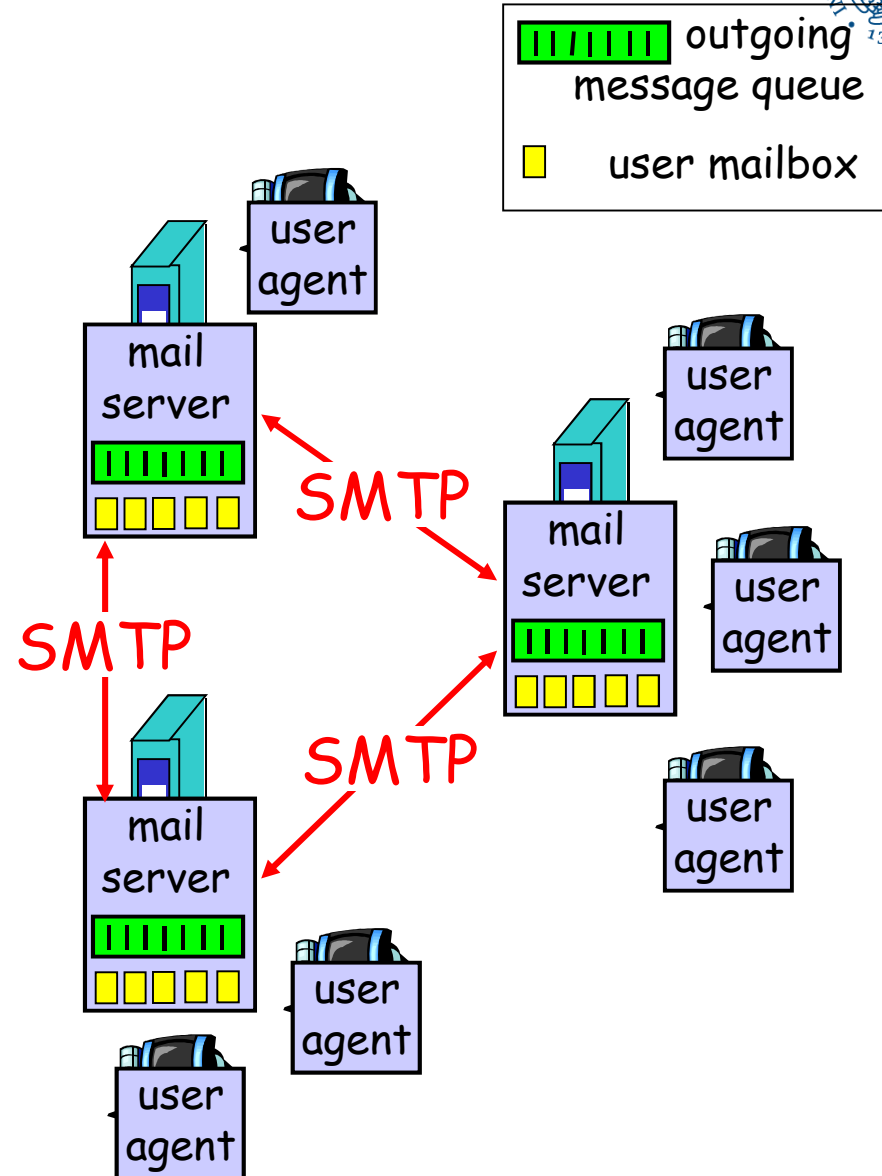 outgoing
message queue
user mailbox
user
agent
mail
server
user
agent
SMTP
mail
server
user
agent
SMTP
SMTP
mail
server
user
agent
user
agent
user
agent